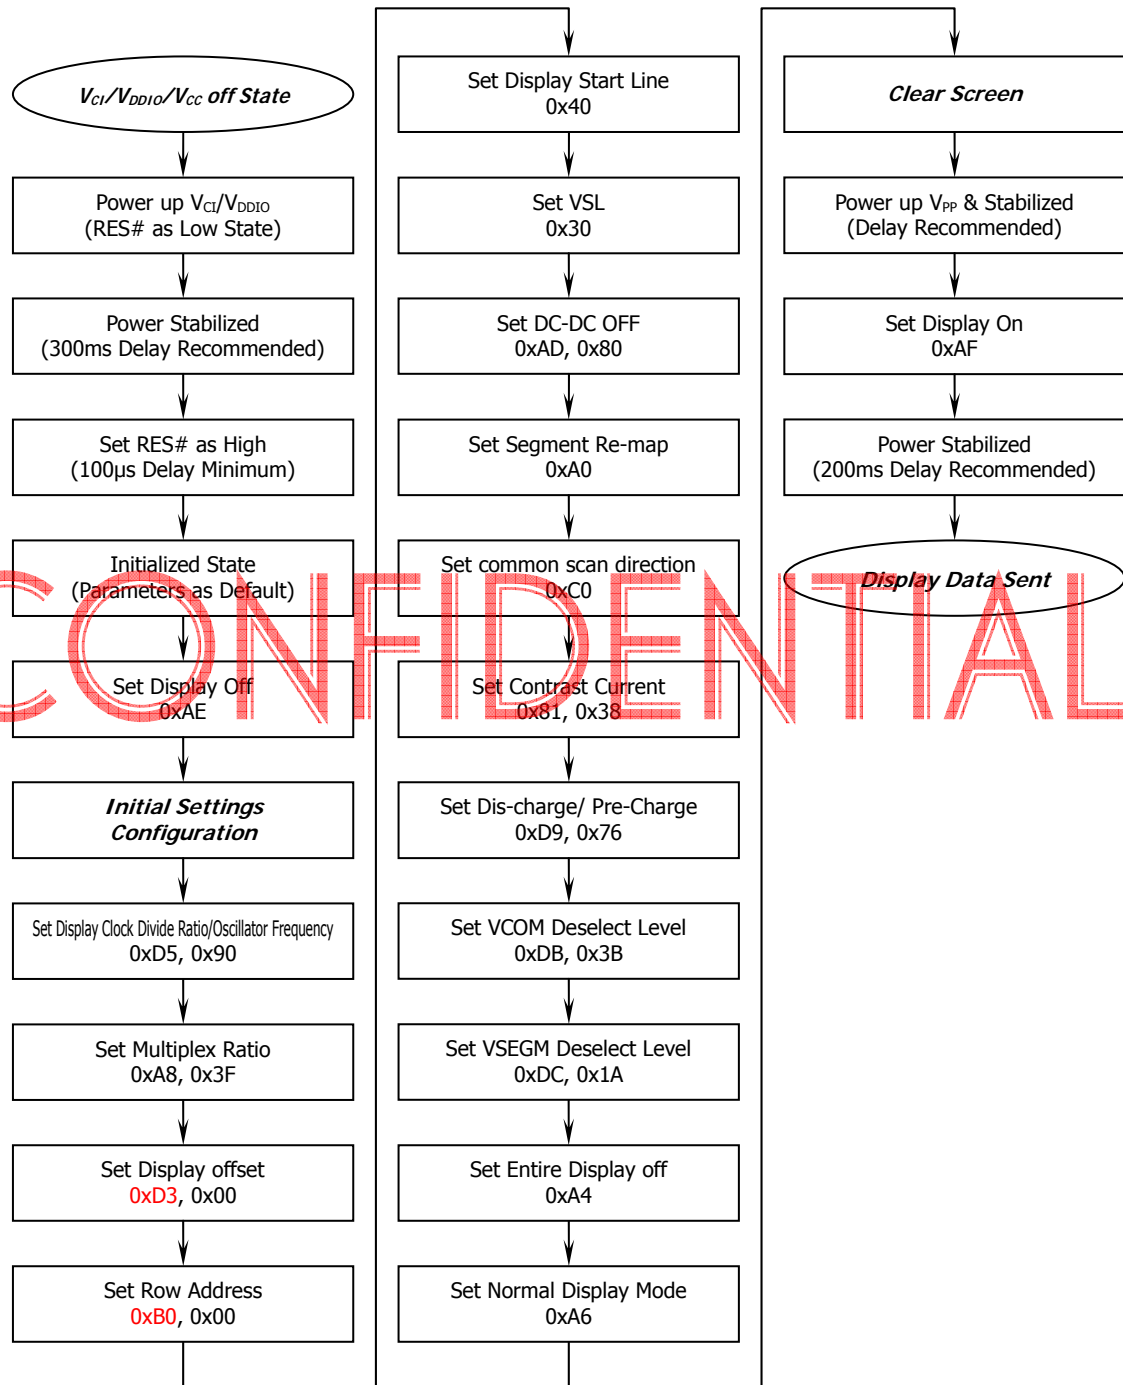 V_CI/V_DDIO/V_CC off State
Power up V_CI/V_DDIO
(RES# as Low State)
Power Stabilized
(300ms Delay Recommended)
Set RES# as High
(100μs Delay Minimum)
Initialized State
(Parameters as Default)
Set Display Off
0xAE
Initial Settings
Configuration
Set Display Clock Divide Ratio/Oscillator Frequency
0xD5, 0x90
Set Multiplex Ratio
0xA8, 0x3F
Set Display offset
0xD3, 0x00
Set Row Address
0xB0, 0x00
Set Display Start Line
0x40
Set VSL
0x30
Set DC-DC OFF
0xAD, 0x80
Set Segment Re-map
0xA0
Set common scan direction
0xC0
Set Contrast Current
0x81, 0x38
Set Dis-charge/ Pre-Charge
0xD9, 0x76
Set VCOM Deselect Level
0xDB, 0x3B
Set VSEGM Deselect Level
0xDC, 0x1A
Set Entire Display off
0xA4
Set Normal Display Mode
0xA6
Clear Screen
Power up V_PP & Stabilized
(Delay Recommended)
Set Display On
0xAF
Power Stabilized
(200ms Delay Recommended)
Display Data Sent
CONFIDENTIAL